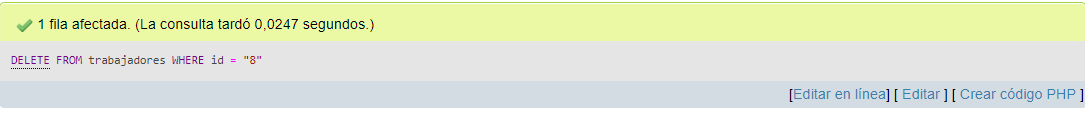 1 fila afectada. (La consulta tardó 0,0247 segundos.)
DELETE FROM trabajadores WHERE id = "8"
[Editar en línea] [ Editar ] [ Crear código PHP ]